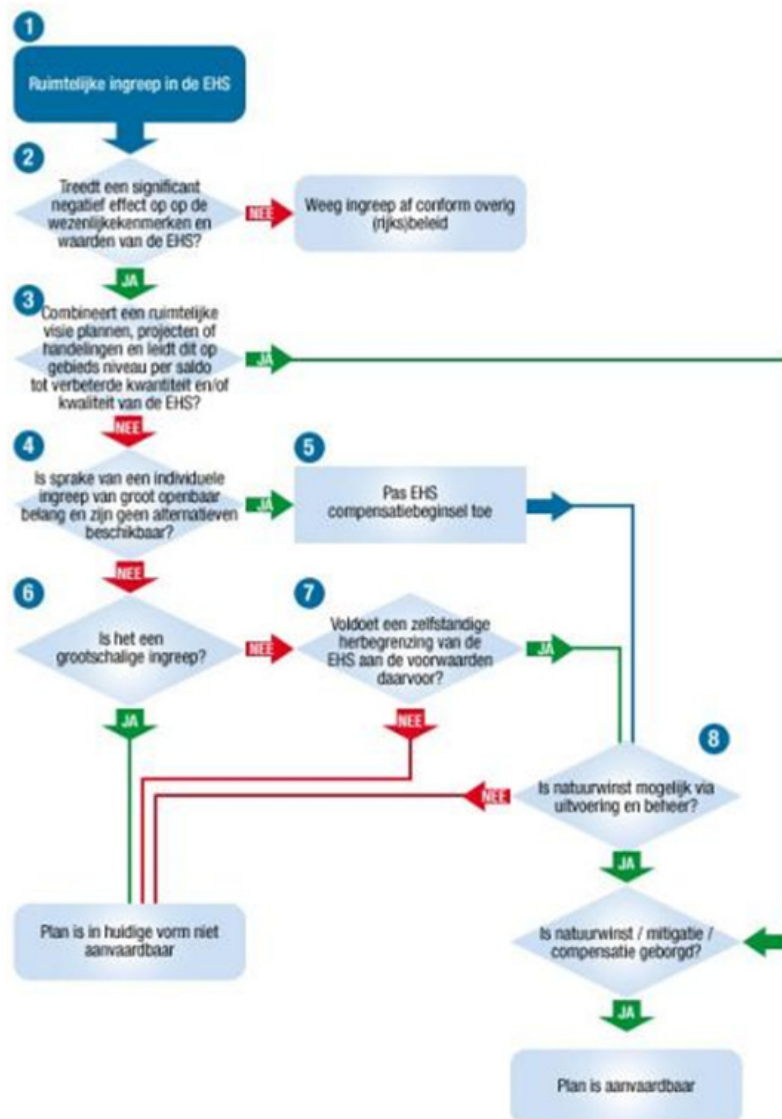 1
Ruimtelijke ingreep in de EHS
2
Treedt een significant
negatief effect op op de
wezenlijkekenmerken en
waarden van de EHS?
NEE
Weeg ingreep af conform overig
(rijks)beleid
JA
3
Combineert een ruimtelijke
visie plannen, projecten of
handelingen en leidt dit op
gebieds niveau per saldo
tot verbeterde kwantiteit en/of
kwaliteit van de EHS?
JA
NEE
4
Is sprake van een individuele
ingreep van groot openbaar
belang en zijn geen alternatieven
beschikbaar?
JA
5
Pas EHS
compensatiebeginsel toe
NEE
6
Is het een
grootschalige ingreep?
NEE
7
Voldoet een zelfstandige
herbegrenzing van de
EHS aan de voorwaarden
daarvoor?
JA
JA
NEE
8
Is natuurwinst mogelijk via
uitvoering en beheer?
NEE
JA
Plan is in huidige vorm niet
aanvaardbaar
Is natuurwinst / mitigatie /
compensatie geborgd?
JA
Plan is aanvaardbaar